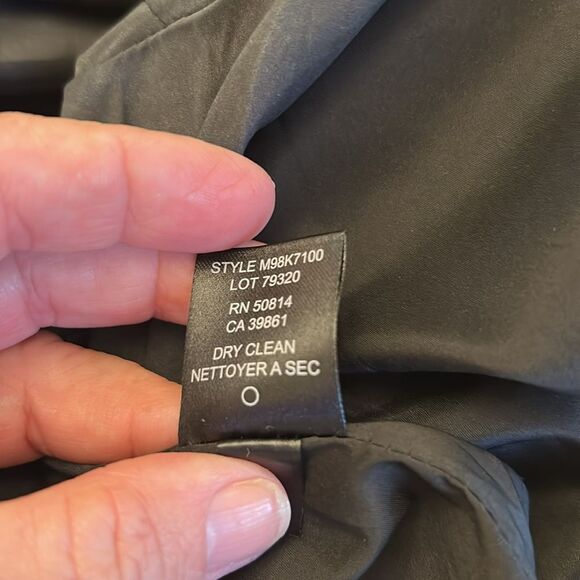 STYLE M98K7100
LOT 79320
RN 50814
CA 39861
DRY CLEAN
NETTOYER A SEC